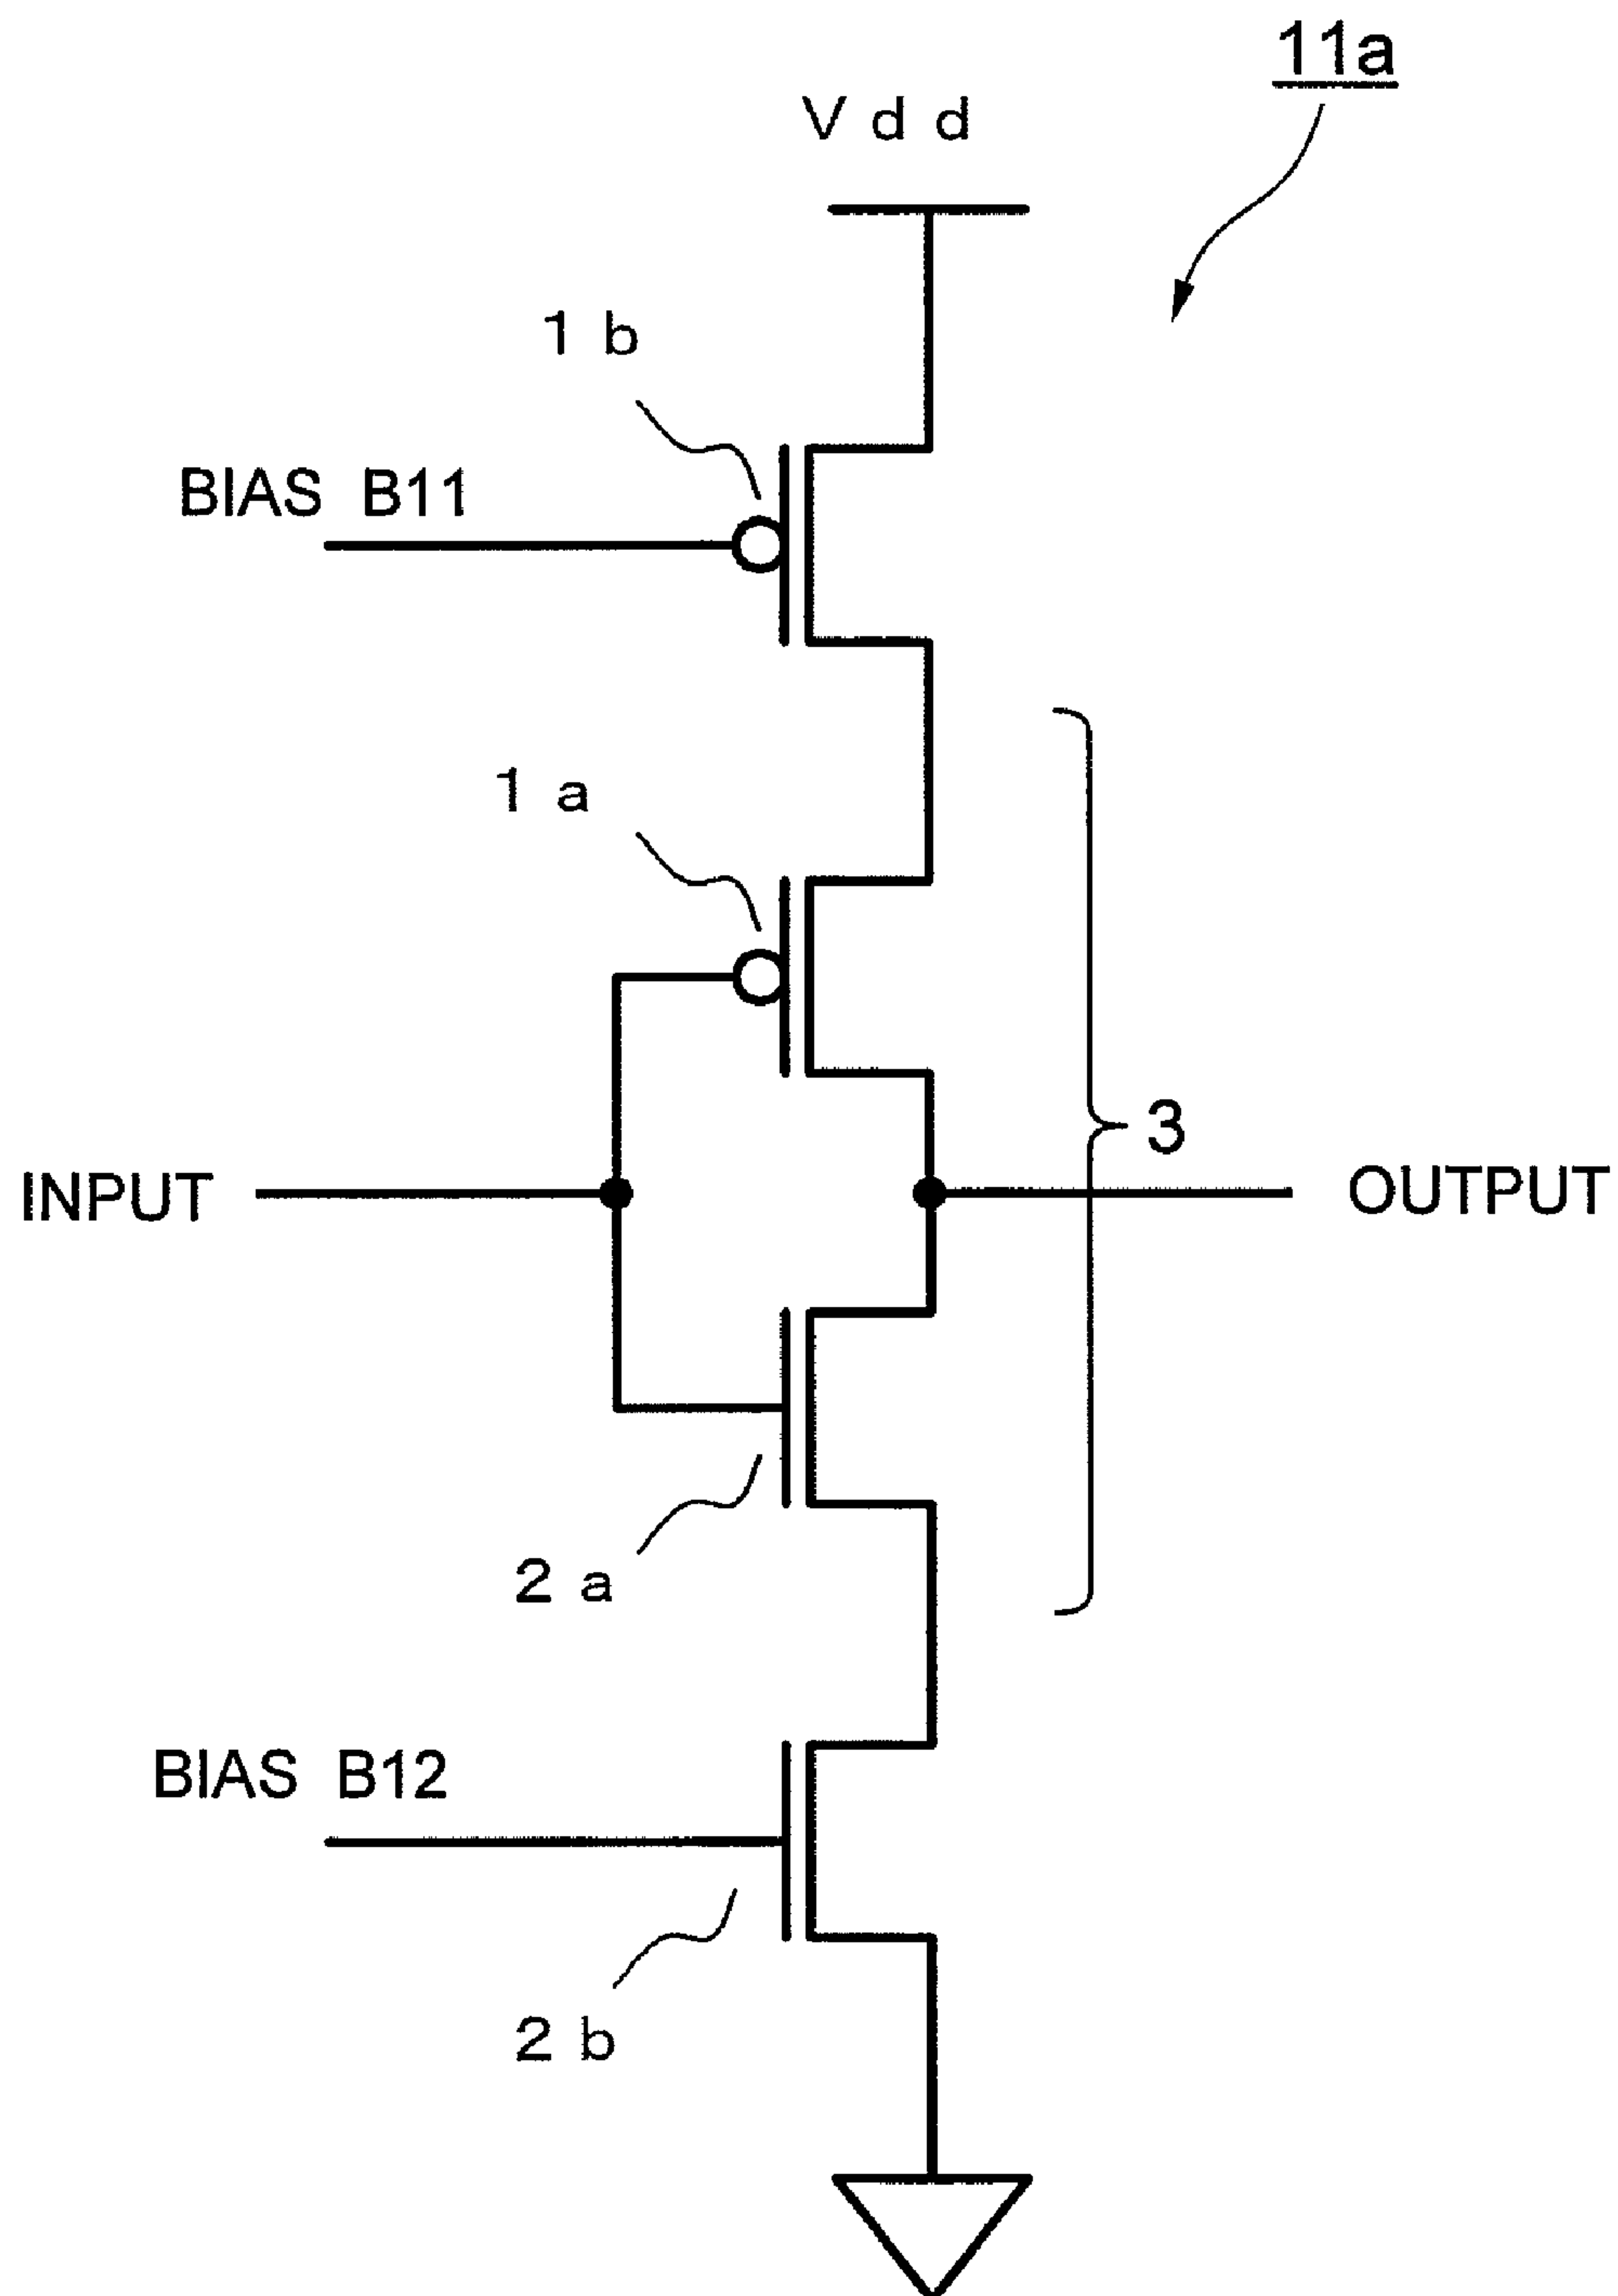 11a
V d d
1 b
BIAS B11
1 a
3
INPUT
OUTPUT
2 a
BIAS B12
2 b